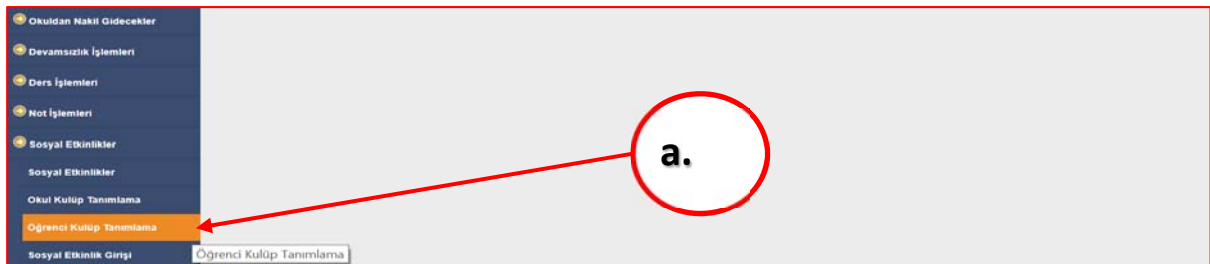 Okuldan Nakil Gidecekler
Devamsızlık İşlemleri
Ders İşlemleri
Not İşlemleri
Sosyal Etkinlikler
Sosyal Etkinlikler
Okul Kulüp Tanımlama
Öğrenci Kulüp Tanımlama
Sosyal Etkinlik Girişi
Öğrenci Kulüp Tanımlama
a.